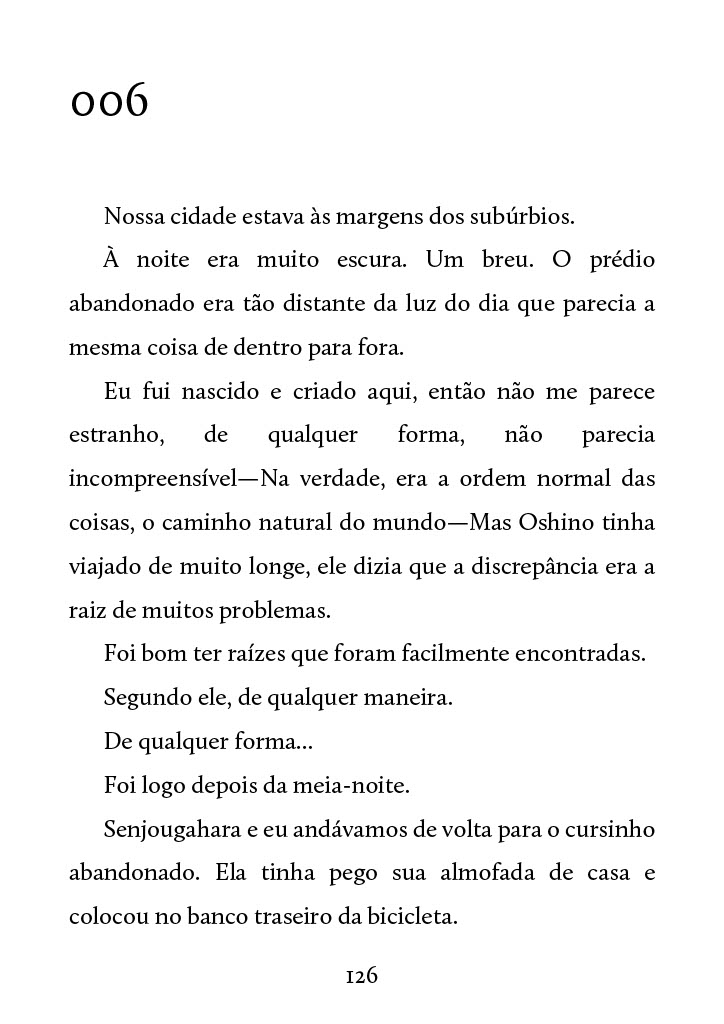 006
Nossa cidade estava às margens dos subúrbios.
À noite era muito escura. Um breu. O prédio
abandonado era tão distante da luz do dia que parecia a
mesma coisa de dentro para fora.
Eu fui nascido e criado aqui, então não me parece
estranho, de qualquer forma, não parecia
incompreensível—Na verdade, era a ordem normal das
coisas, o caminho natural do mundo—Mas Oshino tinha
viajado de muito longe, ele dizia que a discrepância era a
raiz de muitos problemas.
Foi bom ter raízes que foram facilmente encontradas.
Segundo ele, de qualquer maneira.
De qualquer forma...
Foi logo depois da meia-noite.
Senjougahara e eu andávamos de volta para o cursinho
abandonado. Ela tinha pego sua almofada de casa e
colocou no banco traseiro da bicicleta.
126